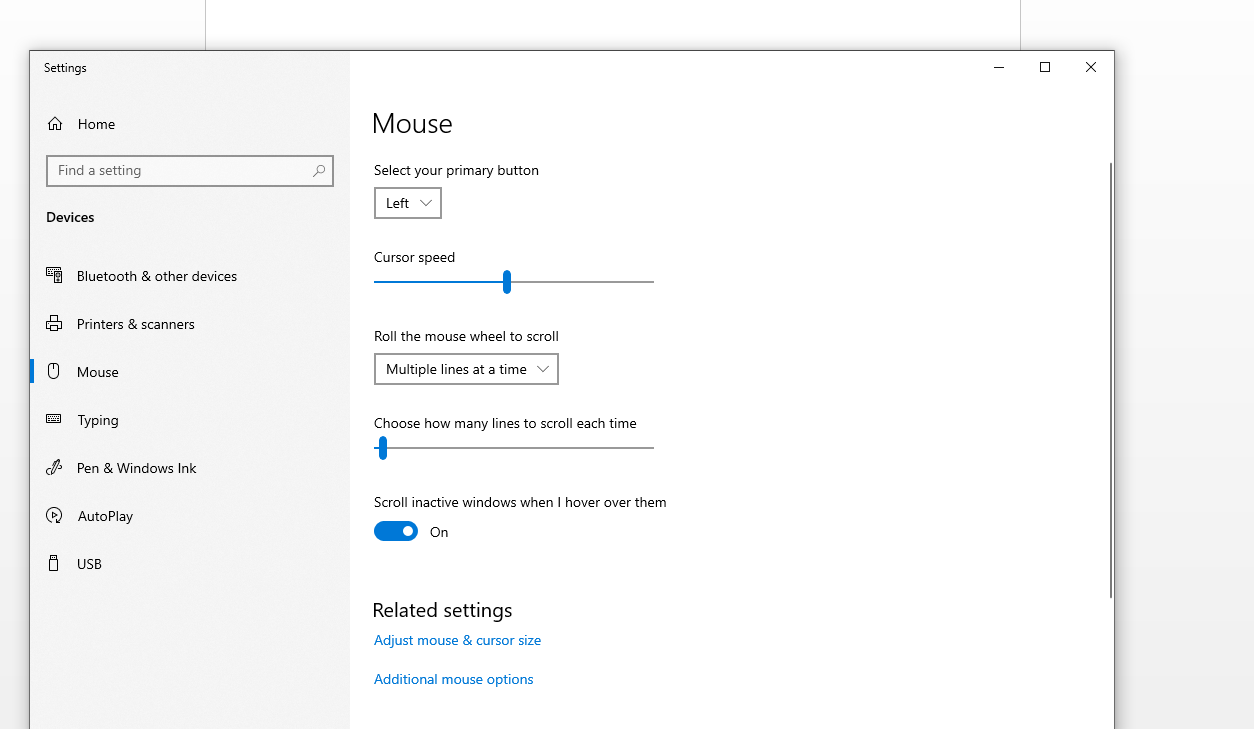 Settings
Home
Find a setting
Devices
Bluetooth & other devices
Printers & scanners
Mouse
Typing
Pen & Windows Ink
AutoPlay
USB
Mouse
Select your primary button
Left
Cursor speed
Roll the mouse wheel to scroll
Multiple lines at a time
Choose how many lines to scroll each time
Scroll inactive windows when I hover over them
On
Related settings
Adjust mouse & cursor size
Additional mouse options